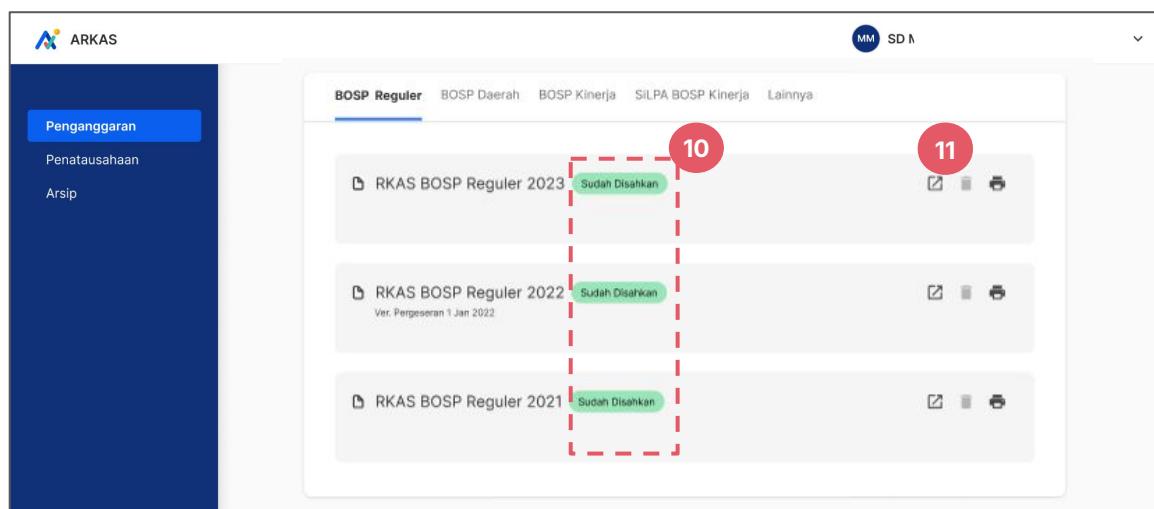 ARKAS
MM SD M
BOSP Reguler BOSP Daerah BOSP Kinerja SiLPA BOSP Kinerja Lainnya
Penganggaran
Penatausahaan
Arsip
10
11
RKAS BOSP Reguler 2023 Sudah Disahkan
RKAS BOSP Reguler 2022 Sudah Disahkan
Ver. Pergeseran 1 Jan 2022
RKAS BOSP Reguler 2021 Sudah Disahkan